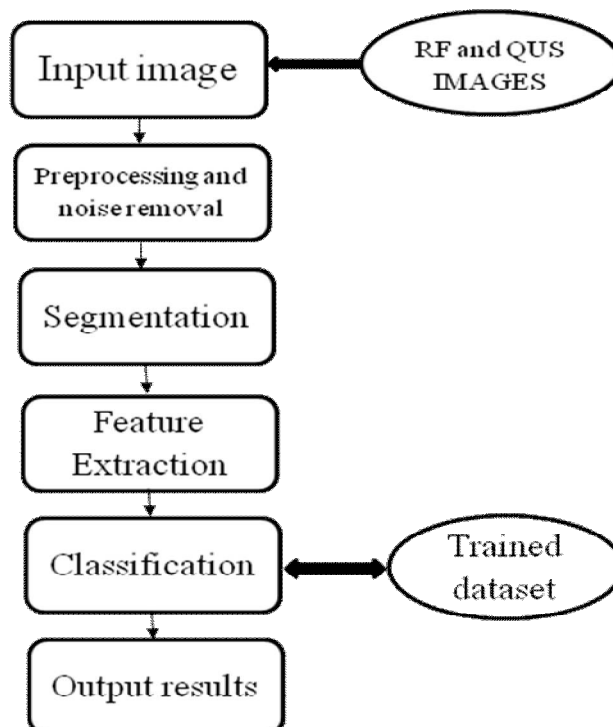 Input image
RF and QUS
IMAGES
Preprocessing and
noise removal
Segmentation
Feature
Extraction
Classification
Trained
dataset
Output results